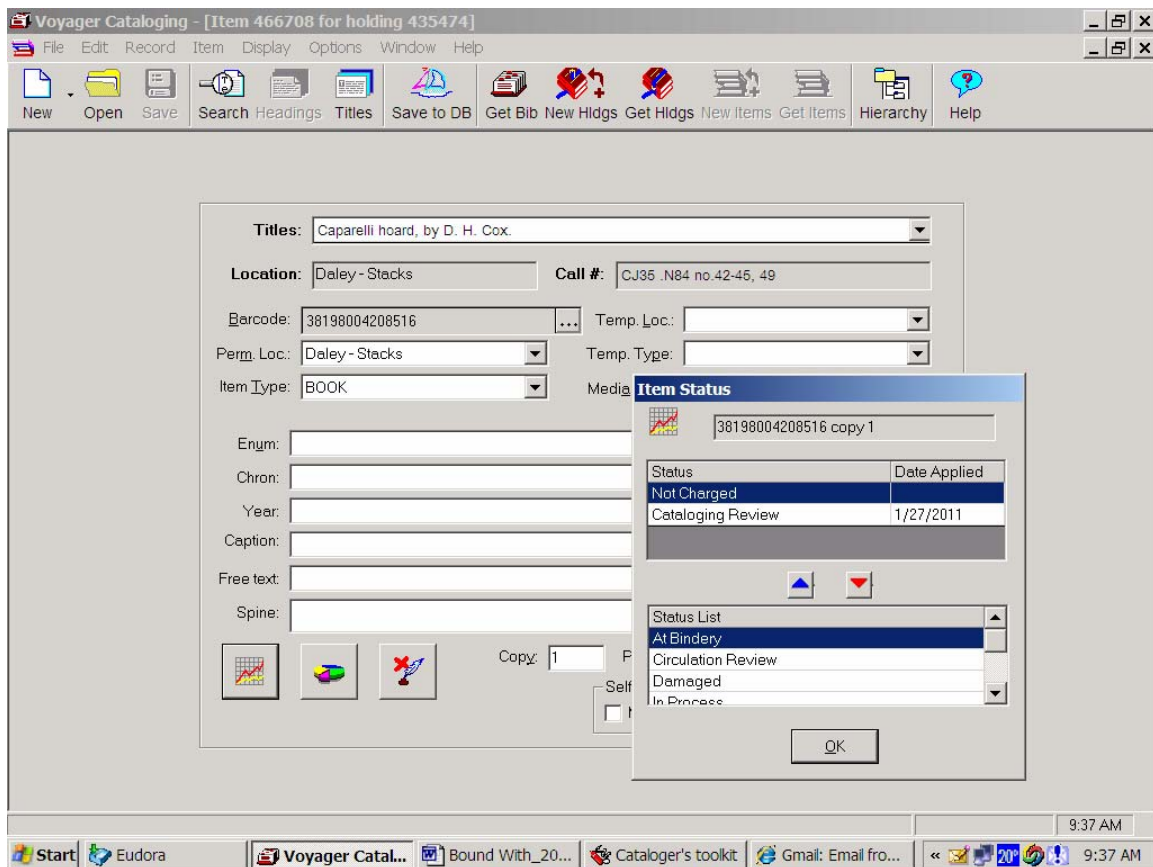 Voyager Cataloging - [Item 466708 for holding 435474]
File Edit Record Item Display Options Window Help
New Open Save Search Headings Titles Save to DB Get Bib New Hldgs Get Hldgs New Items Get Items Hierarchy Help
Titles: Caparelli hoard, by D. H. Cox.
Location: Daley - Stacks Call #: CJ35 .N84 no.42-45, 49
Barcode: 38198004208516 ... Temp. Loc.:
Perm. Loc.: Daley - Stacks Temp. Type:
Item Type: BOOK Media
Item Status
38198004208516 copy 1
Enum:
Chron:
Year:
Caption:
Free text:
Spine:
Status Date Applied
Not Charged
Cataloging Review 1/27/2011
Status List
At Bindery
Circulation Review
Damaged
In Process
Copy: 1 P
Self
OK
9:37 AM
Start Eudora Voyager Catal... Bound With_20... Cataloger's toolkit Gmail: Email fro... « 20° 9:37 AM